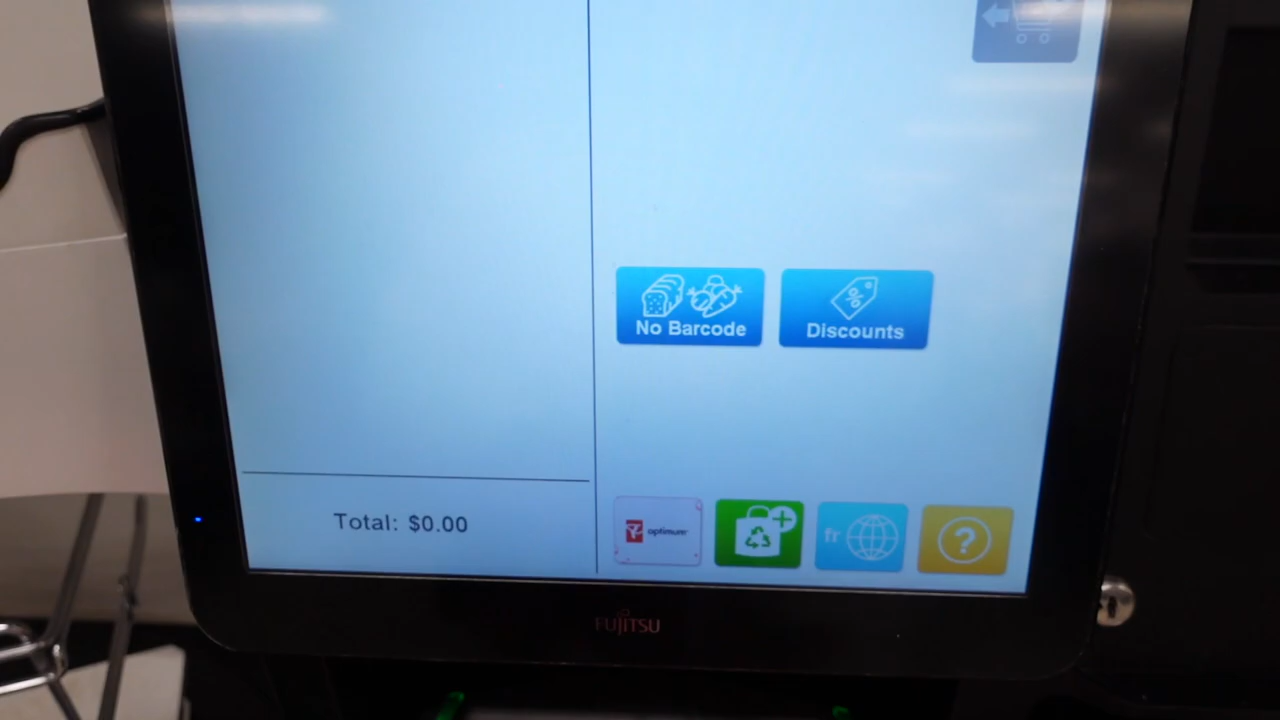 No Barcode
Discounts
Total: $0.00
optimum
fr
?
FUJITSU